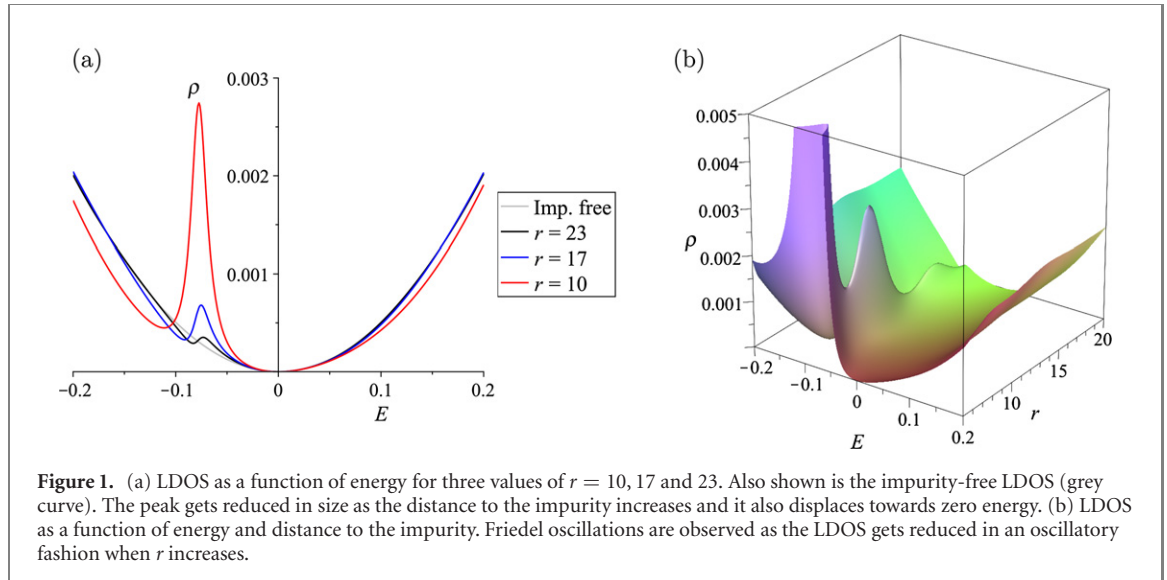 (a)
ρ
0.003
0.002
0.001
−0.2
−0.1
0
0.1
0.2
E
Imp. free
r = 23
r = 17
r = 10
(b)
0.005
0.004
0.003
ρ
0.002
0.001
−0.2
−0.1
0
0.1
0.2
E
10
15
20
r
Figure 1. (a) LDOS as a function of energy for three values of r = 10, 17 and 23. Also shown is the impurity-free LDOS (grey
curve). The peak gets reduced in size as the distance to the impurity increases and it also displaces towards zero energy. (b) LDOS
as a function of energy and distance to the impurity. Friedel oscillations are observed as the LDOS gets reduced in an oscillatory
fashion when r increases.